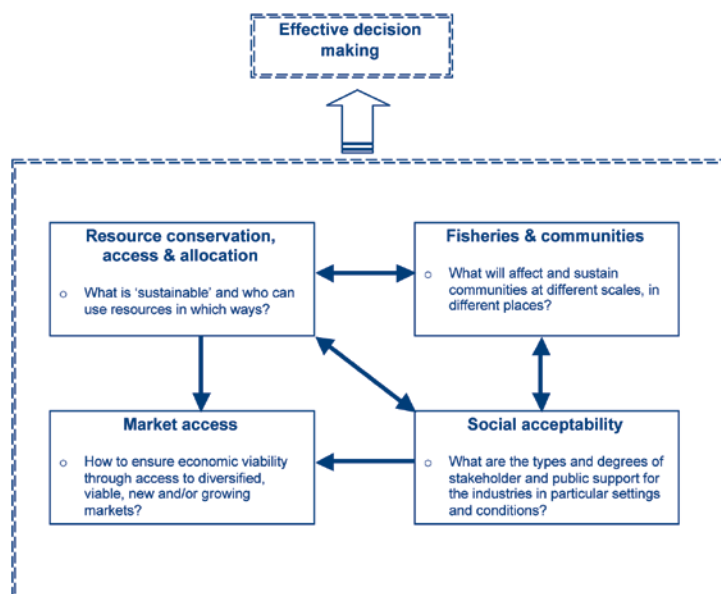 Effective decision
making
Resource conservation,
access & allocation
o What is ‘sustainable’ and who can
use resources in which ways?
Fisheries & communities
o What will affect and sustain
communities at different scales, in
different places?
Market access
o How to ensure economic viability
through access to diversified,
viable, new and/or growing
markets?
Social acceptability
o What are the types and degrees of
stakeholder and public support for
the industries in particular settings
and conditions?